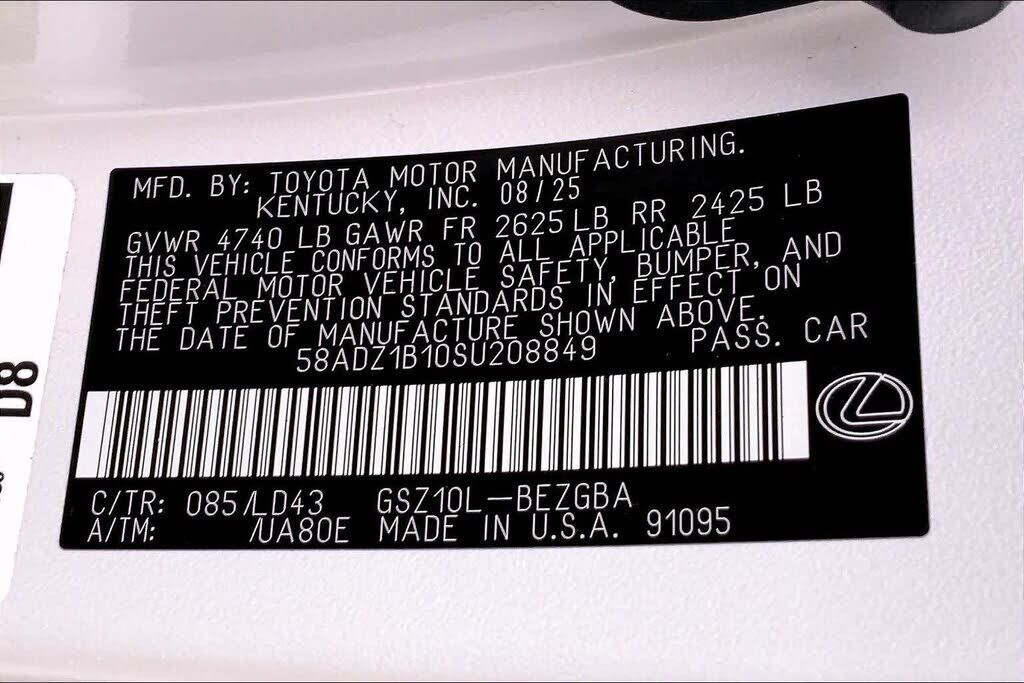 MFD. BY: TOYOTA MOTOR MANUFACTURING.
KENTUCKY, INC. 08/25
GVWR 4740 LB GAWR FR 2625 LB RR 2425 LB
THIS VEHICLE CONFORMS TO ALL APPLICABLE
FEDERAL MOTOR VEHICLE SAFETY, BUMPER, AND
THEFT PREVENTION STANDARDS IN EFFECT ON
THE DATE OF MANUFACTURE SHOWN ABOVE.
58ADZ1B10SU208849 PASS. CAR
C/TR: 085/LD43 GSZ10L-BEZGBA
A/TM: /UA80E MADE IN U.S.A. 91095
D8